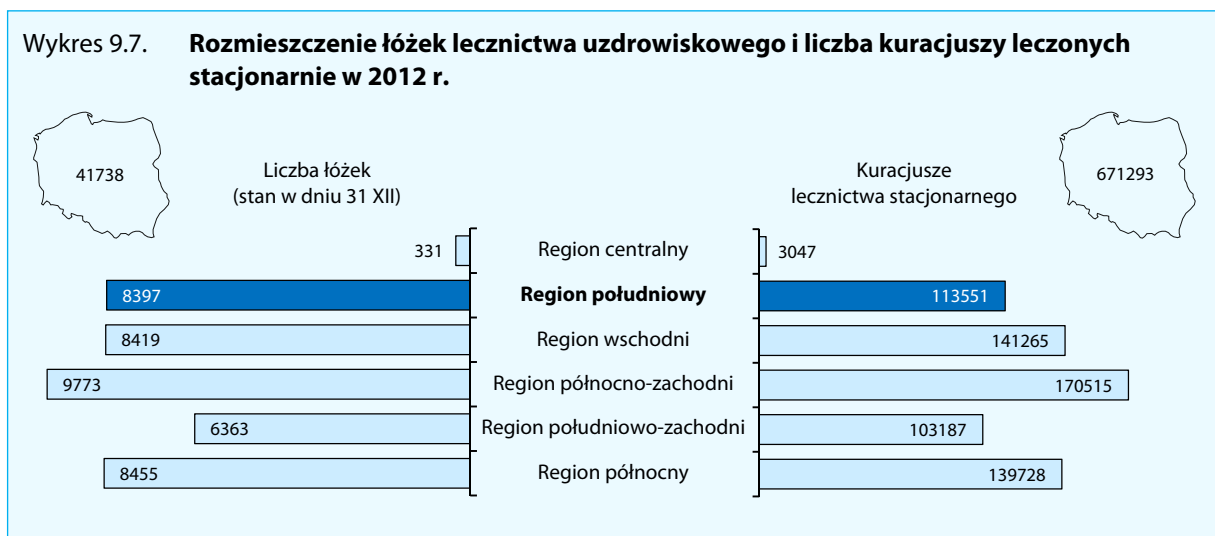 Wykres 9.7. Rozmieszczenie łóżek lecznictwa uzdrowiskowego i liczba kuracjuszy leczonych
stacjonarnie w 2012 r.
41738
Liczba łóżek
(stan w dniu 31 XII)
Kuracjusze
lecznictwa stacjonarnego
671293
331 Region centralny 3047
8397 Region południowy 113551
8419 Region wschodni 141265
9773 Region północno-zachodni 170515
6363 Region południowo-zachodni 103187
8455 Region północny 139728